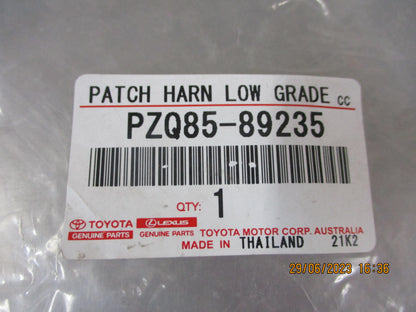 PATCH HARN LOW GRADE CC
PZQ85-89235
QTY: 1
TOYOTA LEXUS
GENUINE PARTS GENUINE PARTS TOYOTA MOTOR CORP. AUSTRALIA
MADE IN THAILAND 21K2
29/06/2023 16:36